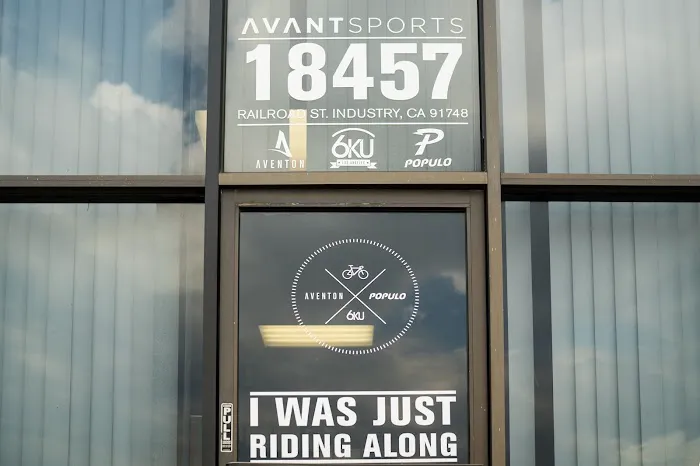 AVANTSPORTS
18457
RAILROAD ST. INDUSTRY, CA 91748
AVENTON 6KU POPULO
AVENTON POPULO
6KU
PULL
I WAS JUST
RIDING ALONG